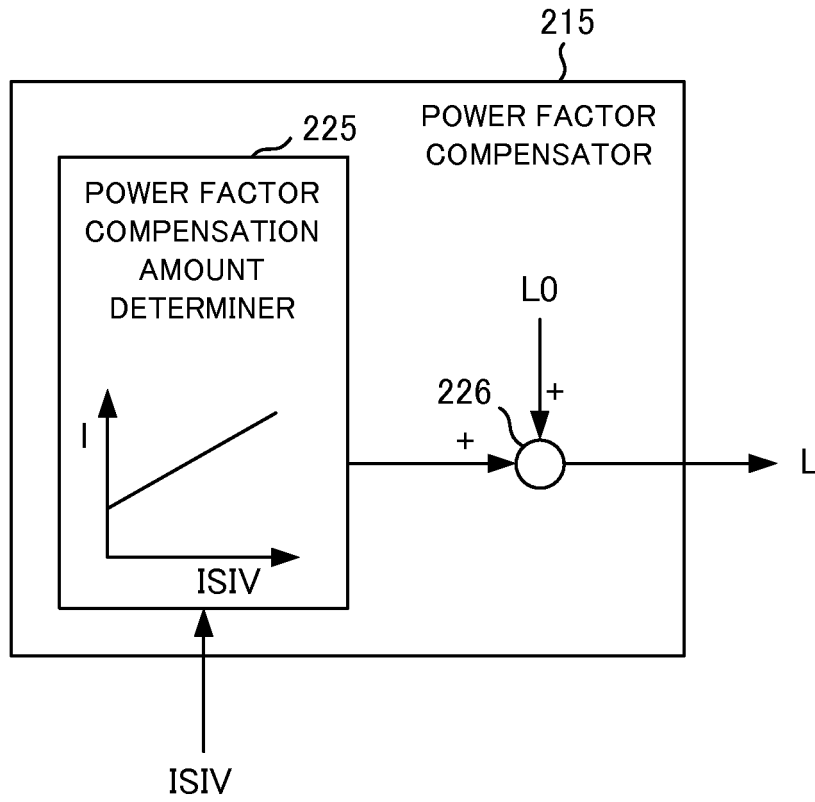 215
POWER FACTOR
COMPENSATOR
225
POWER FACTOR
COMPENSATION
AMOUNT
DETERMINER
L0
226
+
+
I
L
ISIV
ISIV